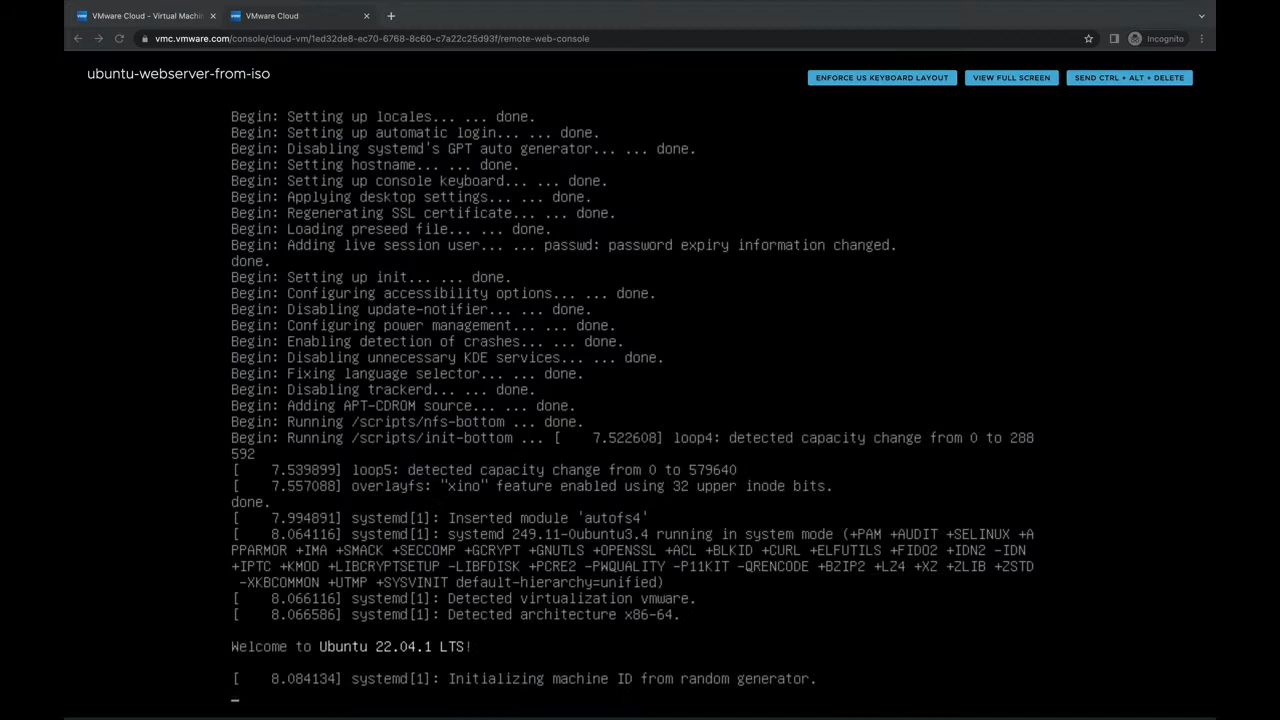 VMware Cloud - Virtual Machin
VMware Cloud
vmc.vmware.com/console/cloud-vm/1ed32de8-ec70-6768-8c60-c7a22c25d93f/remote-web-console
Incognito
ubuntu-webserver-from-iso
ENFORCE US KEYBOARD LAYOUT
VIEW FULL SCREEN
SEND CTRL + ALT + DELETE
Begin: Setting up locales... ... done.
Begin: Setting up automatic login... ... done.
Begin: Disabling systemd's GPT auto generator... ... done.
Begin: Setting hostname... ... done.
Begin: Setting up console keyboard... ... done.
Begin: Applying desktop settings... ... done.
Begin: Regenerating SSL certificate... ... done.
Begin: Loading preseed file... ... done.
Begin: Adding live session user... ... passwd: password expiry information changed.
done.
Begin: Setting up init... ... done.
Begin: Configuring accessibility options... ... done.
Begin: Disabling update-notifier... ... done.
Begin: Configuring power management... ... done.
Begin: Enabling detection of crashes... ... done.
Begin: Disabling unnecessary KDE services... ... done.
Begin: Fixing language selector... ... done.
Begin: Disabling trackerd... ... done.
Begin: Adding APT-CDROM source... ... done.
Begin: Running /scripts/nfs-bottom ... done.
Begin: Running /scripts/init-bottom ... [    7.522608] loop4: detected capacity change from 0 to 288
592
[    7.539899] loop5: detected capacity change from 0 to 579640
[    7.557088] overlayfs: "xino" feature enabled using 32 upper inode bits.
done.
[    7.994891] systemd[1]: Inserted module 'autofs4'
[    8.064116] systemd[1]: systemd 249.11-0ubuntu3.4 running in system mode (+PAM +AUDIT +SELINUX +A
PPARMOR +IMA +SMACK +SECCOMP +GCRYPT +GNUTLS +OPENSSL +ACL +BLKID +CURL +ELFUTILS +FIDO2 +IDN2 -IDN
+IPTC +KMOD +LIBCRYPTSETUP -LIBFDISK +PCRE2 -PWQUALITY -P11KIT -QRENCODE +BZIP2 +LZ4 +XZ +ZLIB +ZSTD
-XKBCOMMON +UTMP +SYSVINIT default-hierarchy=unified)
[    8.066116] systemd[1]: Detected virtualization vmware.
[    8.066586] systemd[1]: Detected architecture x86-64.
Welcome to Ubuntu 22.04.1 LTS!
[    8.084134] systemd[1]: Initializing machine ID from random generator.